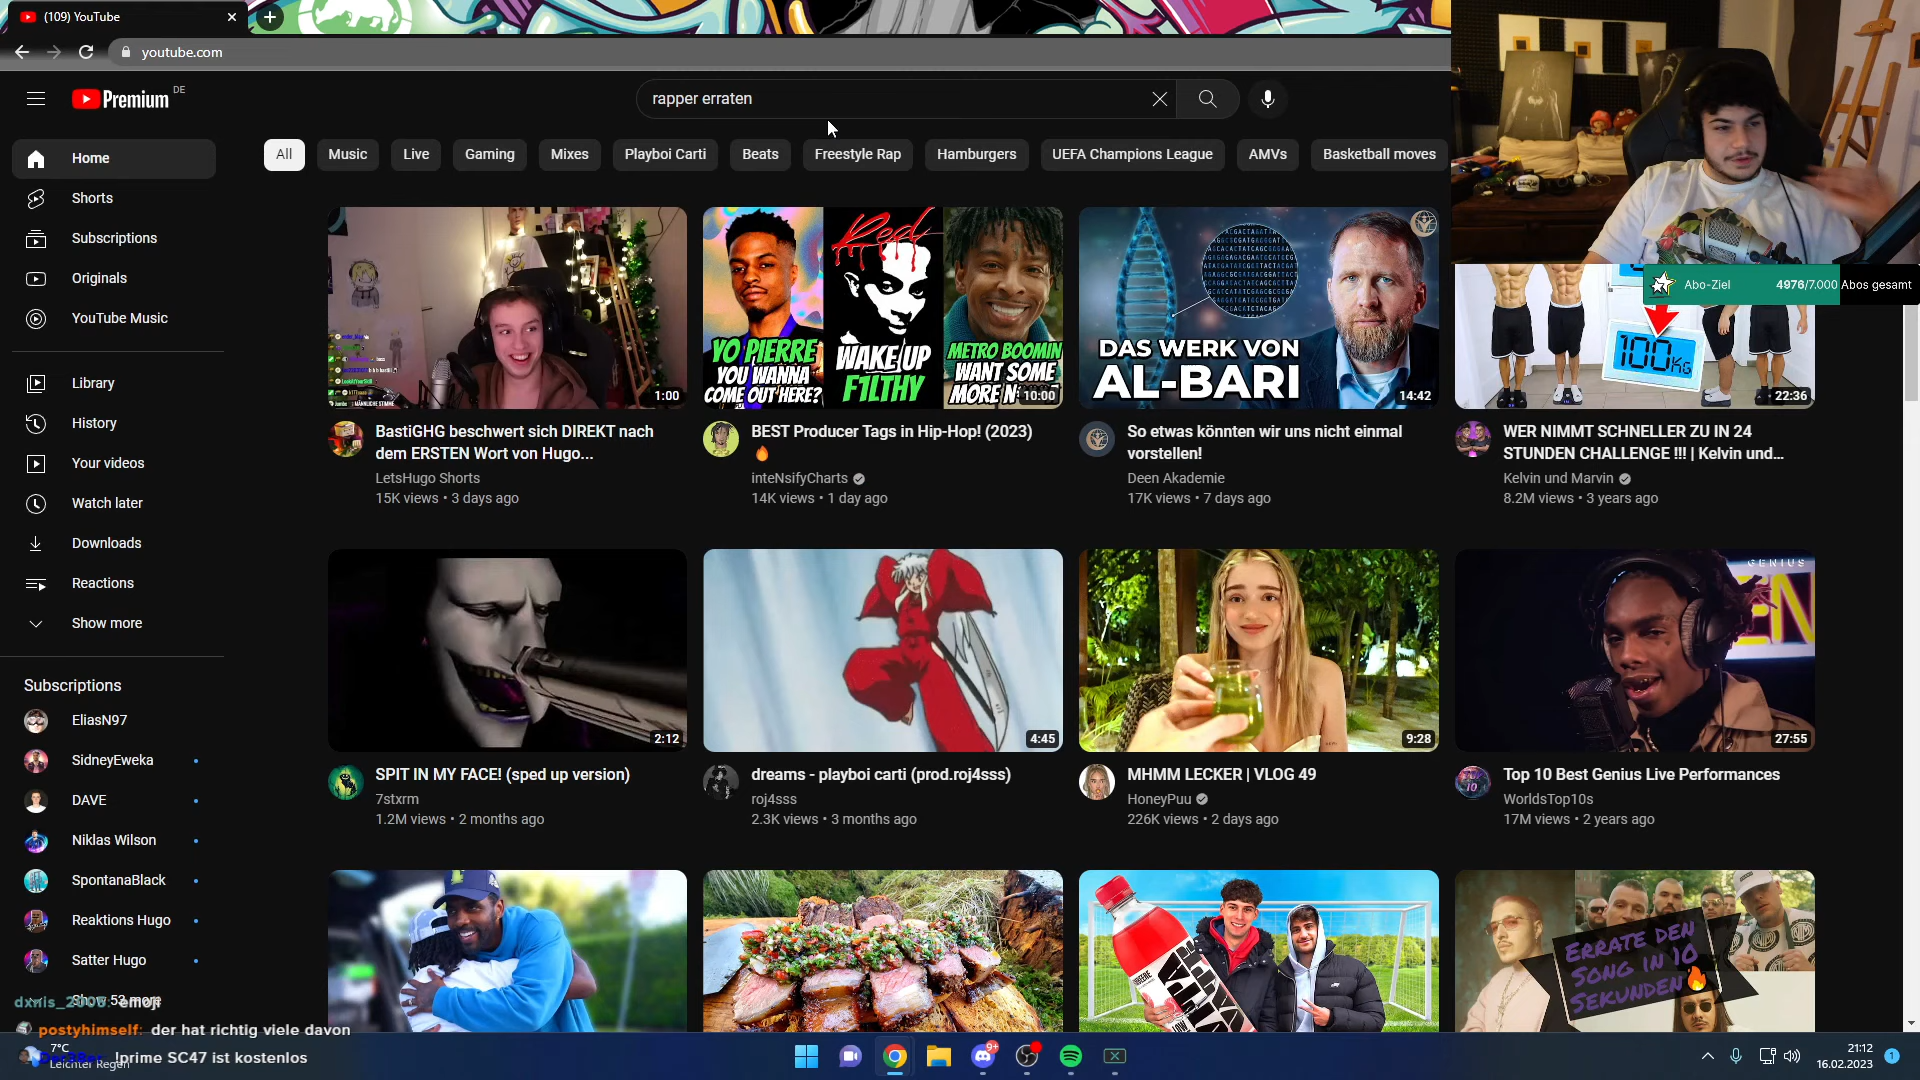 (109) YouTube
youtube.com
Premium DE
rapper erraten
All Music Live Gaming Mixes Playboi Carti Beats Freestyle Rap Hamburgers UEFA Champions League AMVs Basketball moves
Home
Shorts
Subscriptions
Originals
YouTube Music
Library
History
Your videos
Watch later
Downloads
Reactions
Show more
Subscriptions
EliasN97
SidneyEweka
DAVE
Niklas Wilson
SpontanaBlack
Reaktions Hugo
Satter Hugo
Show 53 more
Abo-Ziel 4976/7.000 Abos gesamt
1:00
BastiGHG beschwert sich DIREKT nach
dem ERSTEN Wort von Hugo...
LetsHugo Shorts
15K views • 3 days ago
Red
YO PIERRE
YOU WANNA
COME OUT HERE?
WAKE UP
F1LTHY
METRO BOOMIN
WANT SOME
MORE N
10:00
BEST Producer Tags in Hip-Hop! (2023)
🔥
inteNsifyCharts
14K views • 1 day ago
DAS WERK VON
AL-BARI
14:42
So etwas könnten wir uns nicht einmal
vorstellen!
Deen Akademie
17K views • 7 days ago
100KG
22:36
WER NIMMT SCHNELLER ZU IN 24
STUNDEN CHALLENGE !!! | Kelvin und...
Kelvin und Marvin
8.2M views • 3 years ago
2:12
SPIT IN MY FACE! (sped up version)
7stxrm
1.2M views • 2 months ago
4:45
dreams - playboi carti (prod.roj4sss)
roj4sss
2.3K views • 3 months ago
9:28
MHMM LECKER | VLOG 49
HoneyPuu
226K views • 2 days ago
GENIUS
27:55
Top 10 Best Genius Live Performances
WorldsTop10s
17M views • 2 years ago
ERRATE DEN
SONG IN 10
SEKUNDEN🔥
emoji
postyhimself: der hat richtig viele davon
!prime SC47 ist kostenlos
7°C
Leichter Regen
9+
21:12
16.02.2023
1